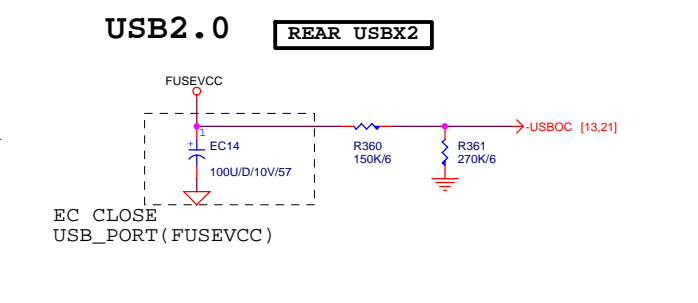 USB2.0
REAR USBX2
FUSEVCC
1
+
EC14
100U/D/10V/57
R360
150K/6
R361
270K/6
-USBOC [13,21]
EC CLOSE
USB_PORT(FUSEVCC)